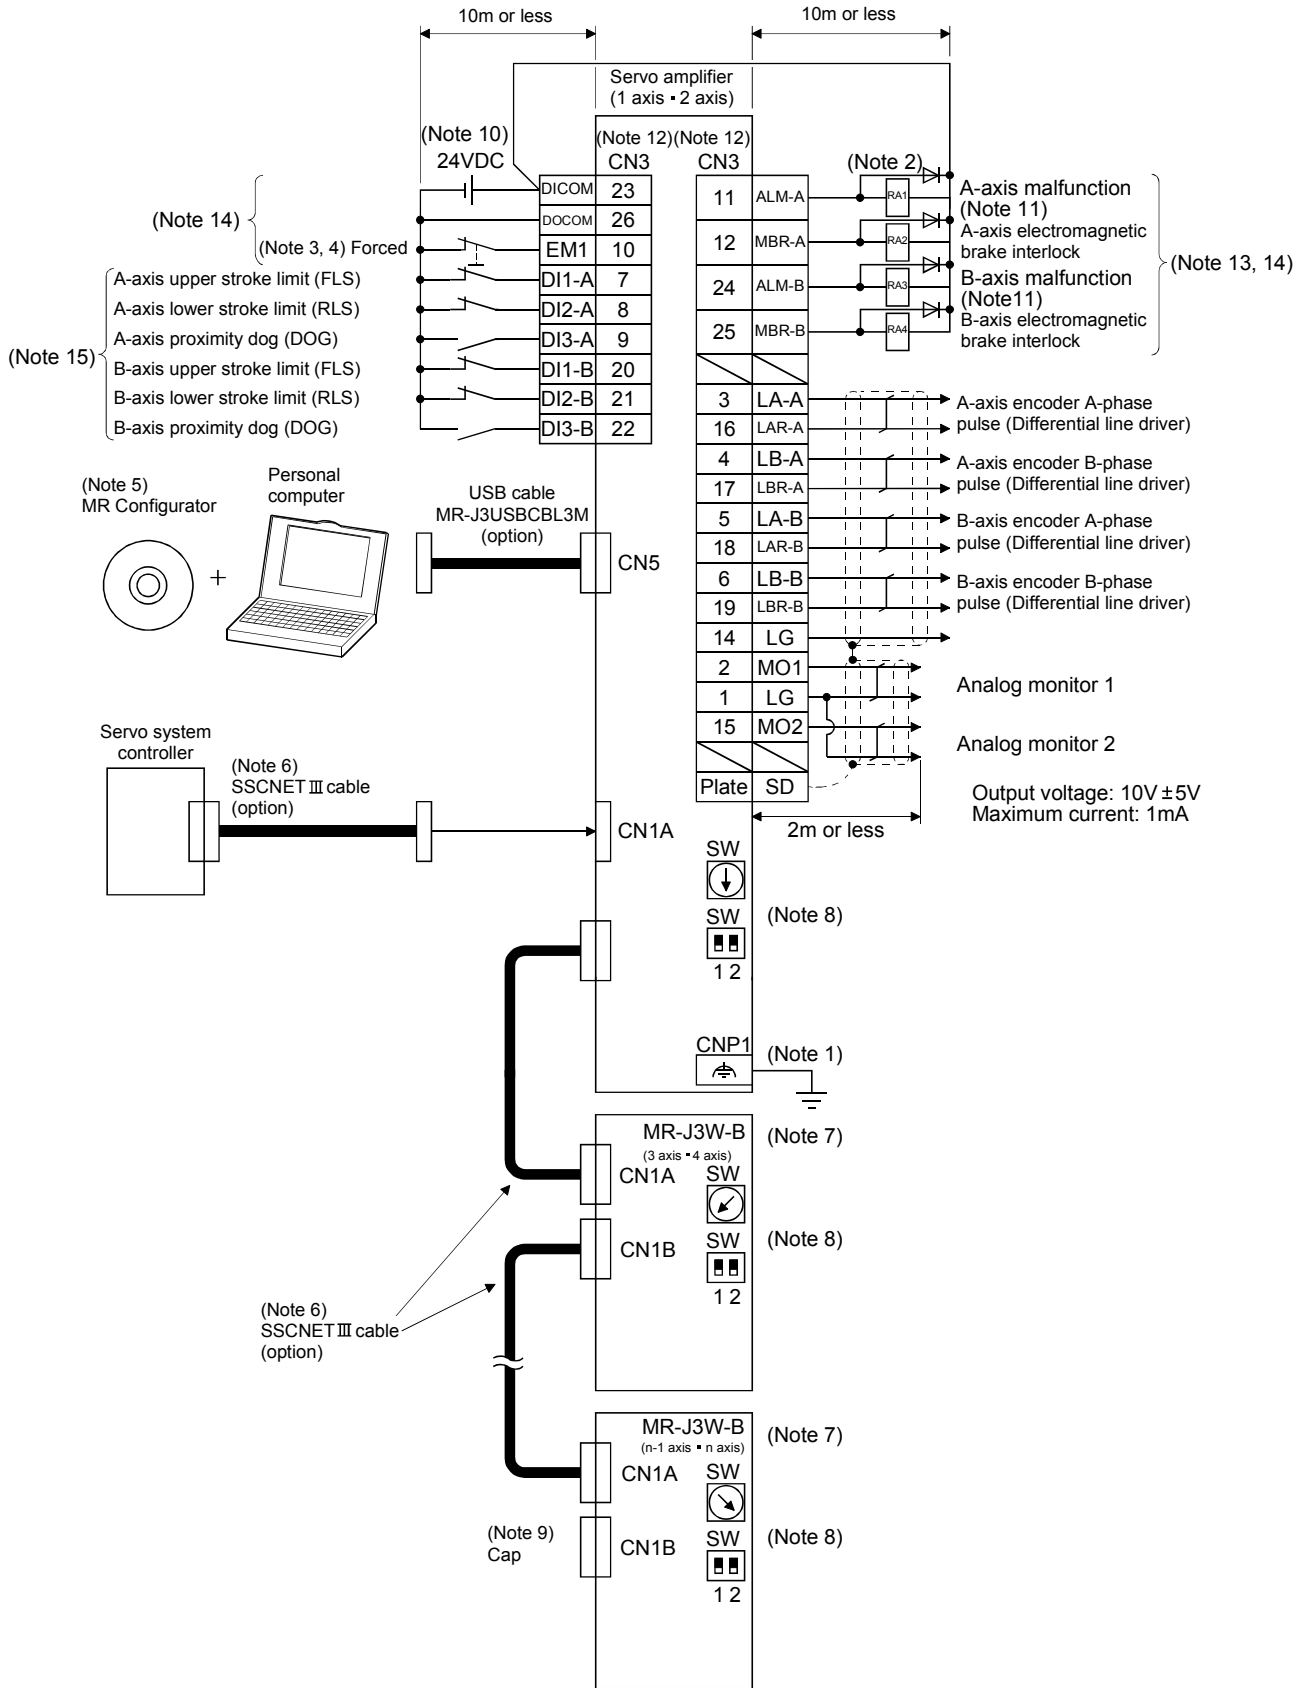 10m or less
10m or less
Servo amplifier
(1 axis ▪ 2 axis)
(Note 10)
24VDC
(Note 12)
(Note 12)
CN3
CN3
(Note 2)
DICOM 23
DOCOM 26
EM1 10
DI1-A 7
DI2-A 8
DI3-A 9
DI1-B 20
DI2-B 21
DI3-B 22
(Note 14)
(Note 3, 4) Forced
A-axis upper stroke limit (FLS)
A-axis lower stroke limit (RLS)
A-axis proximity dog (DOG)
B-axis upper stroke limit (FLS)
B-axis lower stroke limit (RLS)
B-axis proximity dog (DOG)
(Note 15)
11 ALM-A RA1
12 MBR-A RA2
24 ALM-B RA3
25 MBR-B RA4
A-axis malfunction
(Note 11)
A-axis electromagnetic
brake interlock
B-axis malfunction
(Note11)
B-axis electromagnetic
brake interlock
(Note 13, 14)
3 LA-A
16 LAR-A
4 LB-A
17 LBR-A
5 LA-B
18 LAR-B
6 LB-B
19 LBR-B
14 LG
2 MO1
1 LG
15 MO2
Plate SD
A-axis encoder A-phase
pulse (Differential line driver)
A-axis encoder B-phase
pulse (Differential line driver)
B-axis encoder A-phase
pulse (Differential line driver)
B-axis encoder B-phase
pulse (Differential line driver)
Analog monitor 1
Analog monitor 2
Output voltage: 10V ± 5V
Maximum current: 1mA
2m or less
(Note 5)
MR Configurator
+
Personal
computer
USB cable
MR-J3USBCBL3M
(option)
CN5
Servo system
controller
(Note 6)
SSCNET Ⅲ cable
(option)
CN1A
SW
SW
1 2
(Note 8)
CNP1
(Note 1)
MR-J3W-B
(3 axis ▪ 4 axis)
(Note 7)
CN1A
SW
CN1B
SW
1 2
(Note 8)
(Note 6)
SSCNET Ⅲ cable
(option)
MR-J3W-B
(n-1 axis ▪ n axis)
(Note 7)
CN1A
SW
(Note 9)
Cap
CN1B
SW
1 2
(Note 8)